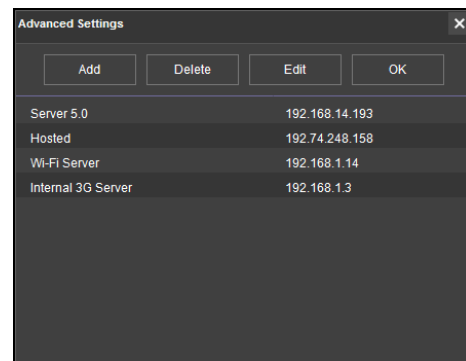 Advanced Settings
Add Delete Edit OK
Server 5.0 192.168.14.193
Hosted 192.74.248.158
Wi-Fi Server 192.168.1.14
Internal 3G Server 192.168.1.3